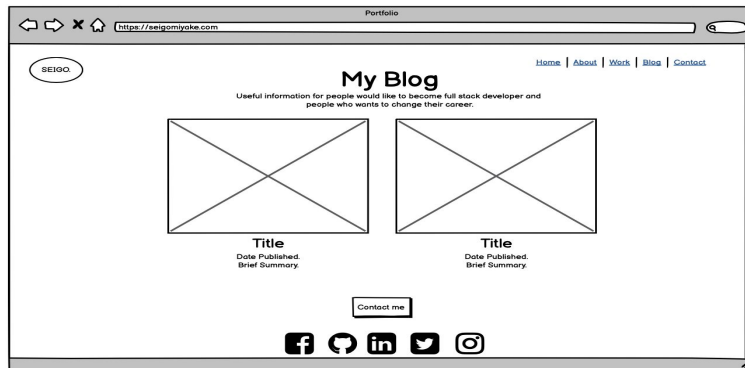 Portfolio
https://seigomiyake.com
SEIGO.
Home | About | Work | Blog | Contact
My Blog
Useful information for people would like to become full stack developer and
people who wants to change their career.
Title
Date Published.
Brief Summary.
Title
Date Published.
Brief Summary.
Contact me